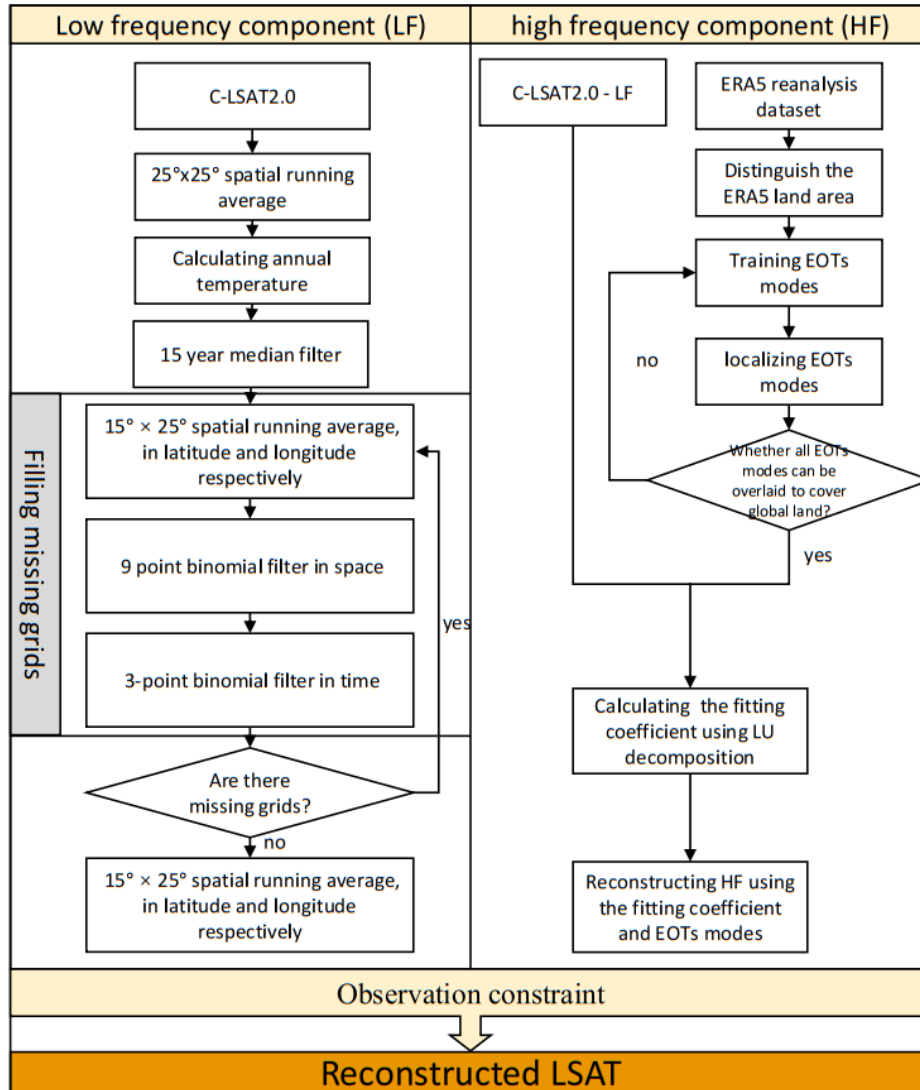 Low frequency component (LF)
high frequency component (HF)
C-LSAT2.0
25°x25° spatial running
average
Calculating annual
temperature
15 year median filter
Filling missing grids
15° × 25° spatial running average,
in latitude and longitude
respectively
9 point binomial filter in space
3-point binomial filter in time
yes
Are there
missing grids?
no
15° × 25° spatial running average,
in latitude and longitude
respectively
C-LSAT2.0 - LF
ERA5 reanalysis
dataset
Distinguish the
ERA5 land area
Training EOTs
modes
no
localizing EOTs
modes
Whether all EOTs
modes can be
overlaid to cover
global land?
yes
Calculating the fitting
coefficient using LU
decomposition
Reconstructing HF using
the fitting coefficient
and EOTs modes
Observation constraint
Reconstructed LSAT